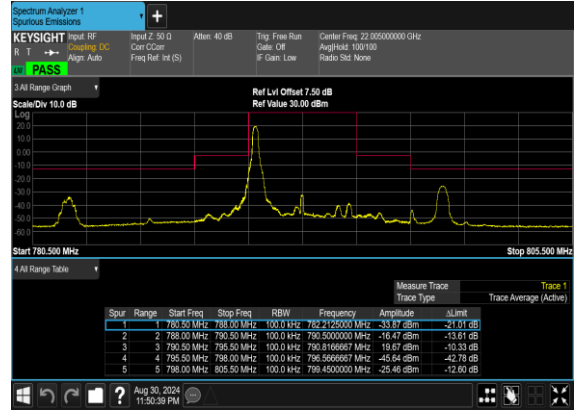 Spectrum Analyzer 1
Spurious Emissions
+
KEYSIGHT Input: RF Input Z: 50 Ω Atten: 40 dB Trig: Free Run Center Freq: 22.005000000 GHz
R T Coupling: DC Corr CCorr Gate: Off Avg|Hold: 100/100
Align: Auto Freq Ref: Int (S) IF Gain: Low Radio Std: None
LM PASS
3 All Range Graph
Ref Lvl Offset 7.50 dB
Scale/Div 10.0 dB Ref Value 30.00 dBm
Log
20.0
10.0
0.00
-10.0
-20.0
-30.0
-40.0
-50.0
-60.0
Start 780.500 MHz Stop 805.500 MHz
4 All Range Table
Measure Trace Trace 1
Trace Type Trace Average (Active)
Spur Range Start Freq Stop Freq RBW Frequency Amplitude ΔLimit
1 1 780.50 MHz 788.00 MHz 100.0 kHz 782.2125000 MHz -33.87 dBm -21.01 dB
2 2 788.00 MHz 790.50 MHz 100.0 kHz 790.5000000 MHz -16.47 dBm -13.61 dB
3 3 790.50 MHz 795.50 MHz 100.0 kHz 790.8166667 MHz 19.67 dBm -10.33 dB
4 4 795.50 MHz 798.00 MHz 100.0 kHz 796.5666667 MHz -45.64 dBm -42.78 dB
5 5 798.00 MHz 805.50 MHz 100.0 kHz 799.4500000 MHz -25.46 dBm -12.60 dB
?
Aug 30, 2024
11:50:39 PM